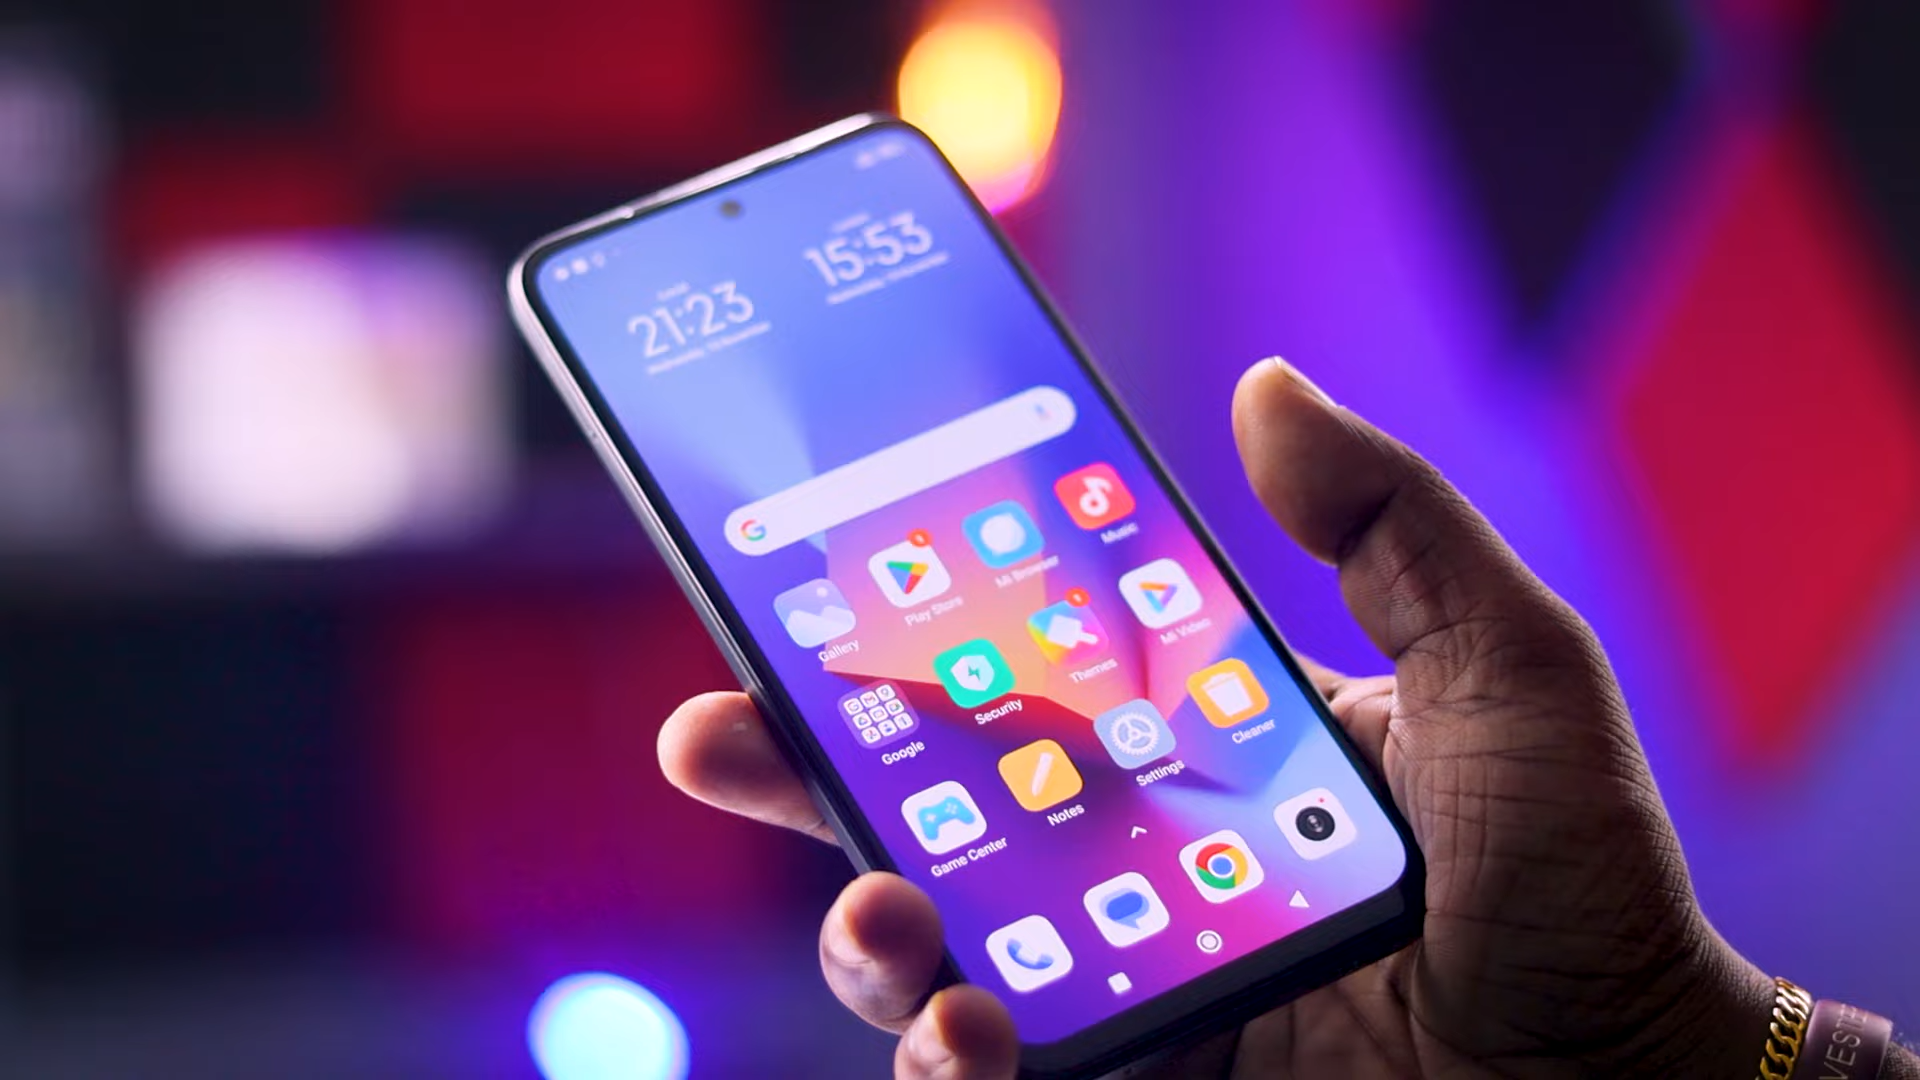 21:23
15:53
Music
Mi Browser
Play Store
Gallery
Mi Video
Themes
Security
Google
Cleaner
Settings
Notes
Game Center
VESTE